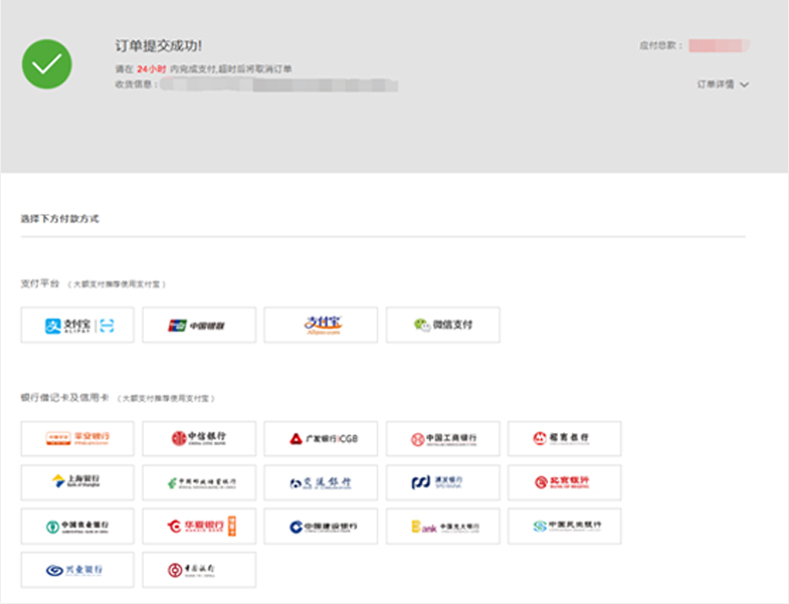 订单提交成功!
应付总款：
请在 24小时 内完成支付,超时后将取消订单
收货信息：
订单详情
选择下方付款方式
支付平台 （大额支付推荐使用支付宝）
支付宝 ALIPAY 中国银联 支付宝 Alipay.com 微信支付
银行借记卡及信用卡 （大额支付推荐使用支付宝）
平安银行 中信银行 广发银行|CGB 中国工商银行 招商银行
上海银行 Bank of Shanghai 中国邮政储蓄银行 交通银行 浦发银行 SPD BANK 北京银行
中国农业银行 华夏银行 中国建设银行 Bank 中国光大银行 中国民生银行
兴业银行 中国银行